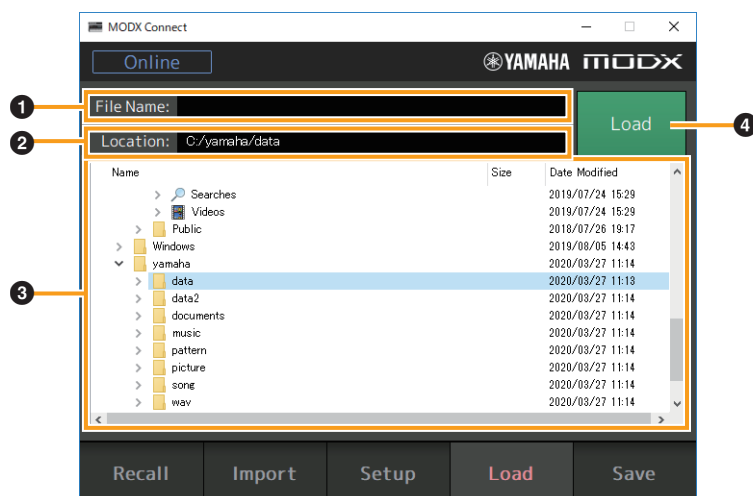 MODX Connect
Online
YAMAHA MODX
1
File Name:
Load
4
2
Location: C:/yamaha/data
Name Size Date Modified
Searches 2019/07/24 15:29
Videos 2019/07/24 15:29
Public 2018/07/26 19:17
Windows 2019/08/05 14:43
yamaha 2020/03/27 11:14
3
data 2020/03/27 11:13
data2 2020/03/27 11:14
documents 2020/03/27 11:14
music 2020/03/27 11:14
pattern 2020/03/27 11:14
picture 2020/03/27 11:14
song 2020/03/27 11:14
wav 2020/03/27 11:14
Recall Import Setup Load Save